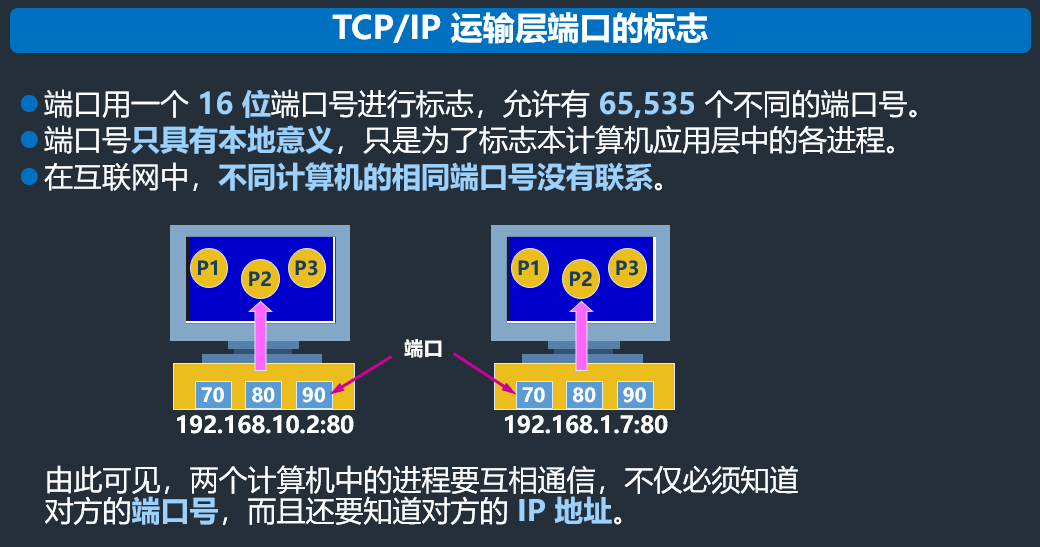 TCP/IP 运输层端口的标志
端口用一个 16 位端口号进行标志，允许有 65,535 个不同的端口号。
端口号只具有本地意义，只是为了标志本计算机应用层中的各进程。
在互联网中，不同计算机的相同端口号没有联系。
P1 P2 P3
P1 P2 P3
端口
70 80 90
70 80 90
192.168.10.2:80
192.168.1.7:80
由此可见，两个计算机中的进程要互相通信，不仅必须知道
对方的端口号，而且还要知道对方的 IP 地址。